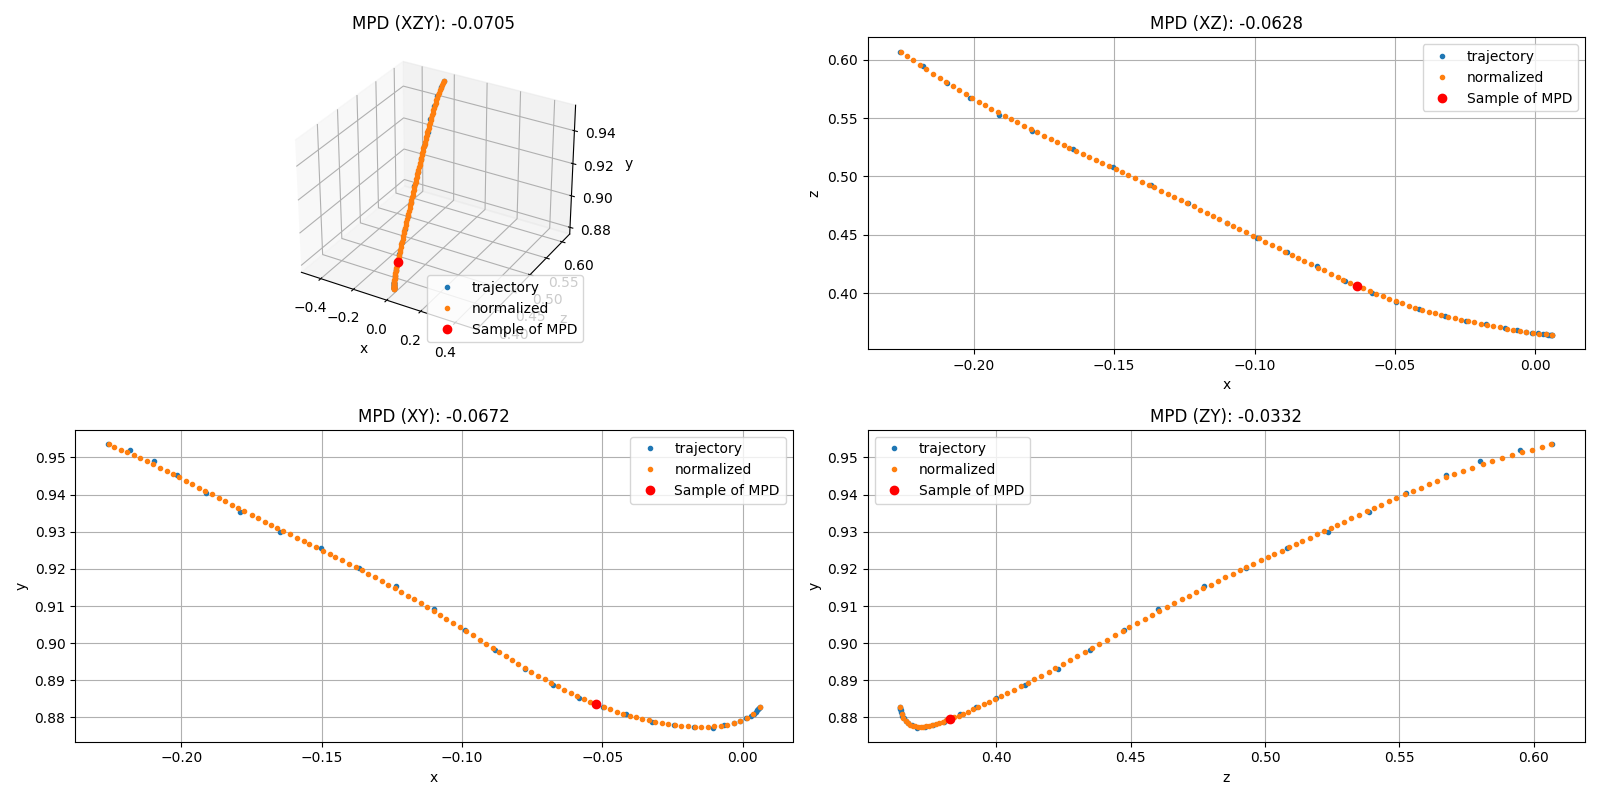 MPD (XZY): -0.0705
0.94
0.92
0.90
0.88
y
0.60
0.55
0.50
0.45
0.40
z
−0.4
−0.2
0.0
0.2
0.4
x
trajectory
normalized
Sample of MPD
MPD (XZ): -0.0628
0.60
0.55
0.50
0.45
0.40
z
−0.20
−0.15
−0.10
−0.05
0.00
x
trajectory
normalized
Sample of MPD
MPD (XY): -0.0672
0.95
0.94
0.93
0.92
0.91
0.90
0.89
0.88
y
−0.20
−0.15
−0.10
−0.05
0.00
x
trajectory
normalized
Sample of MPD
MPD (ZY): -0.0332
0.95
0.94
0.93
0.92
0.91
0.90
0.89
0.88
y
0.40
0.45
0.50
0.55
0.60
z
trajectory
normalized
Sample of MPD